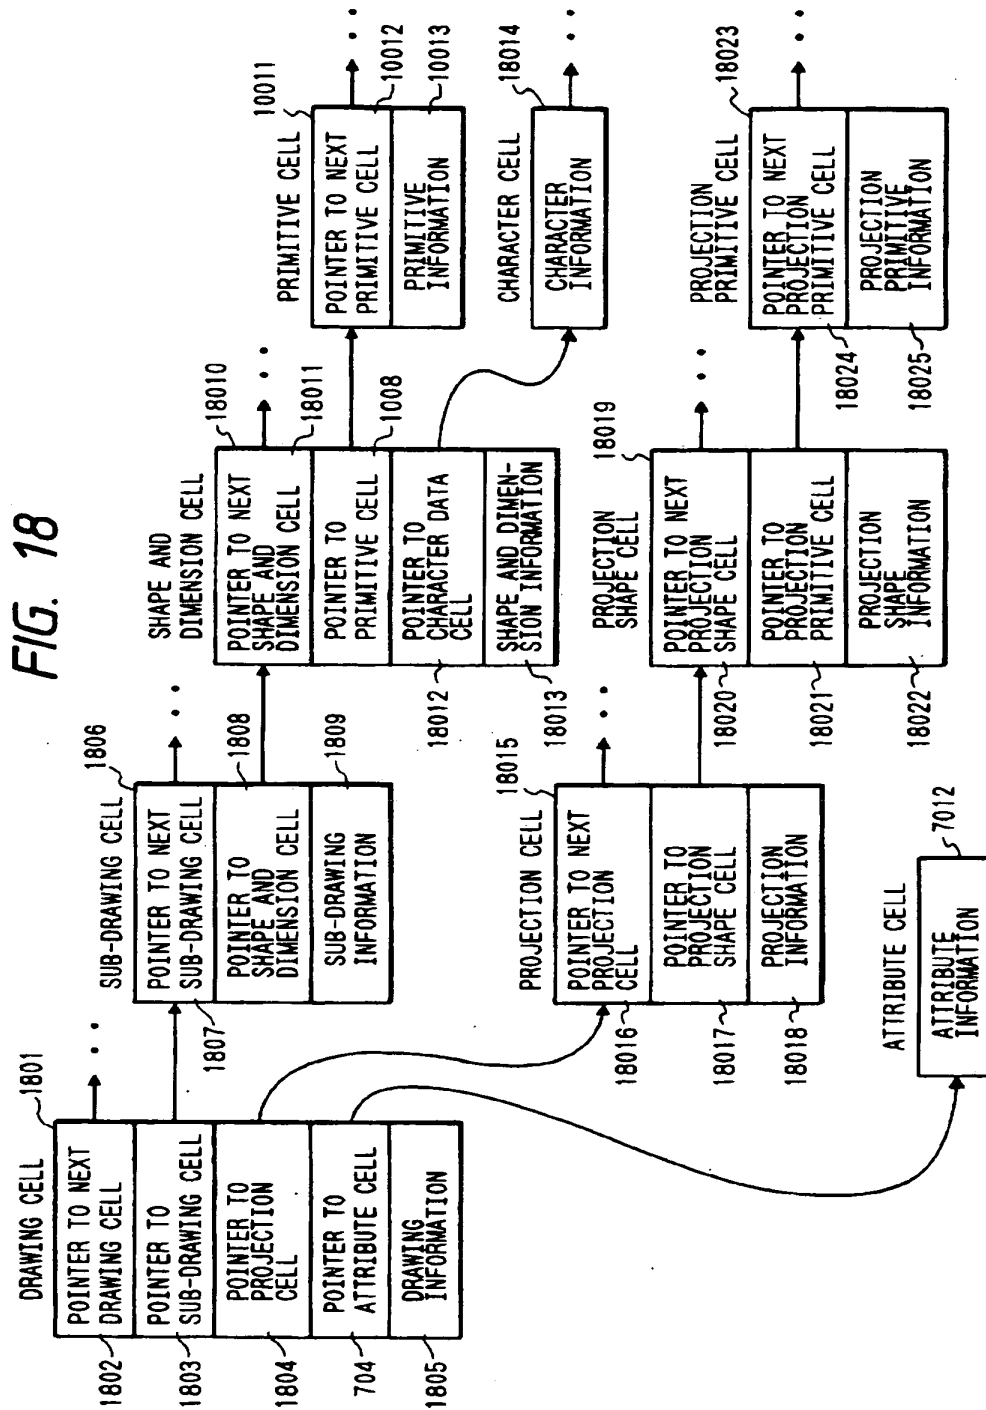 FIG. 18
DRAWING CELL
1801
POINTER TO NEXT
DRAWING CELL
1802
POINTER TO
SUB-DRAWING CELL
1803
POINTER TO
PROJECTION
CELL
1804
POINTER TO
ATTRIBUTE CELL
704
DRAWING
INFORMATION
1805
SUB-DRAWING CELL
1806
POINTER TO NEXT
SUB-DRAWING CELL
1807
POINTER TO
SHAPE AND
DIMENSION CELL
1808
SUB-DRAWING
INFORMATION
1809
SHAPE AND
DIMENSION CELL
18010
POINTER TO NEXT
SHAPE AND
DIMENSION CELL
18011
POINTER TO
PRIMITIVE CELL
1008
POINTER TO
CHARACTER DATA
CELL
18012
SHAPE AND DIMEN-
SION INFORMATION
18013
PRIMITIVE CELL
10011
POINTER TO NEXT
PRIMITIVE CELL
10012
PRIMITIVE
INFORMATION
10013
CHARACTER CELL
18014
CHARACTER
INFORMATION
PROJECTION CELL
18015
POINTER TO NEXT
PROJECTION
CELL
18016
POINTER TO
PROJECTION
SHAPE CELL
18017
PROJECTION
INFORMATION
18018
PROJECTION
SHAPE CELL
18019
POINTER TO NEXT
PROJECTION
SHAPE CELL
18020
POINTER TO
PROJECTION
PRIMITIVE CELL
18021
PROJECTION
SHAPE
INFORMATION
18022
PROJECTION
PRIMITIVE CELL
18023
POINTER TO NEXT
PROJECTION
PRIMITIVE CELL
18024
PROJECTION
PRIMITIVE
INFORMATION
18025
ATTRIBUTE CELL
7012
ATTRIBUTE
INFORMATION